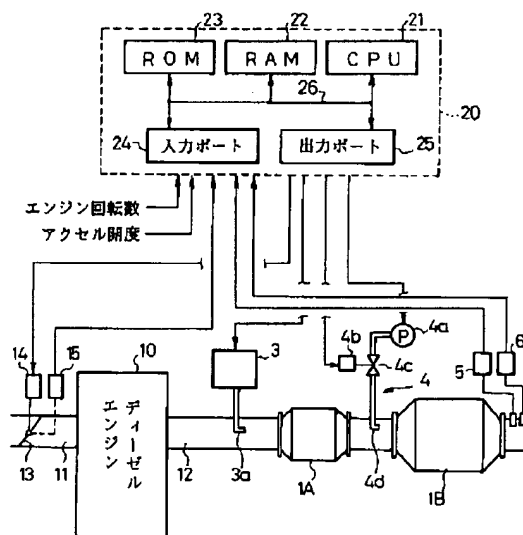 23 22 21
ROM RAM CPU
26
20
24 入力ポート 出力ポート 25
エンジン回転数
アクセル開度
P 4a
4b
14 15 10 3 4c 5 6
4
ディーゼル
エンジン
13 11 12 3a 1A 4d 1B